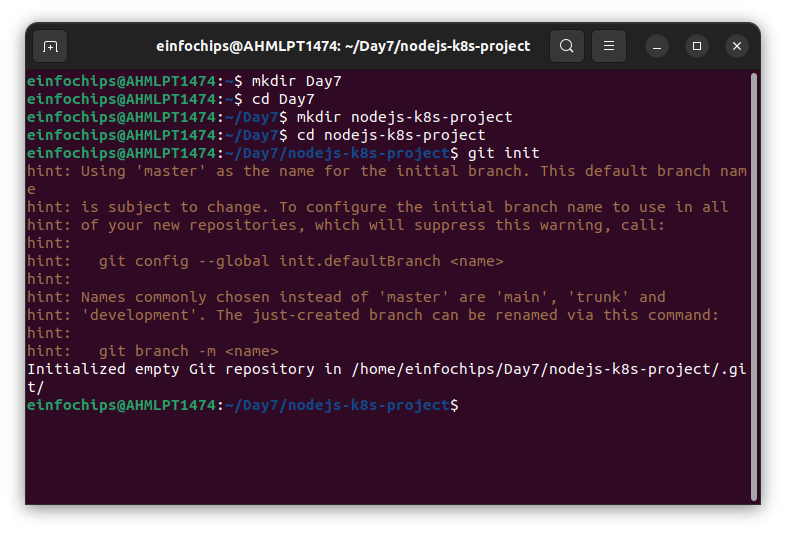 einfochips@AHMLPT1474: ~/Day7/nodejs-k8s-project
einfochips@AHMLPT1474:~$ mkdir Day7
einfochips@AHMLPT1474:~$ cd Day7
einfochips@AHMLPT1474:~/Day7$ mkdir nodejs-k8s-project
einfochips@AHMLPT1474:~/Day7$ cd nodejs-k8s-project
einfochips@AHMLPT1474:~/Day7/nodejs-k8s-project$ git init
hint: Using 'master' as the name for the initial branch. This default branch nam
e
hint: is subject to change. To configure the initial branch name to use in all
hint: of your new repositories, which will suppress this warning, call:
hint:
hint:   git config --global init.defaultBranch <name>
hint:
hint: Names commonly chosen instead of 'master' are 'main', 'trunk' and
hint: 'development'. The just-created branch can be renamed via this command:
hint:
hint:   git branch -m <name>
Initialized empty Git repository in /home/einfochips/Day7/nodejs-k8s-project/.gi
t/
einfochips@AHMLPT1474:~/Day7/nodejs-k8s-project$